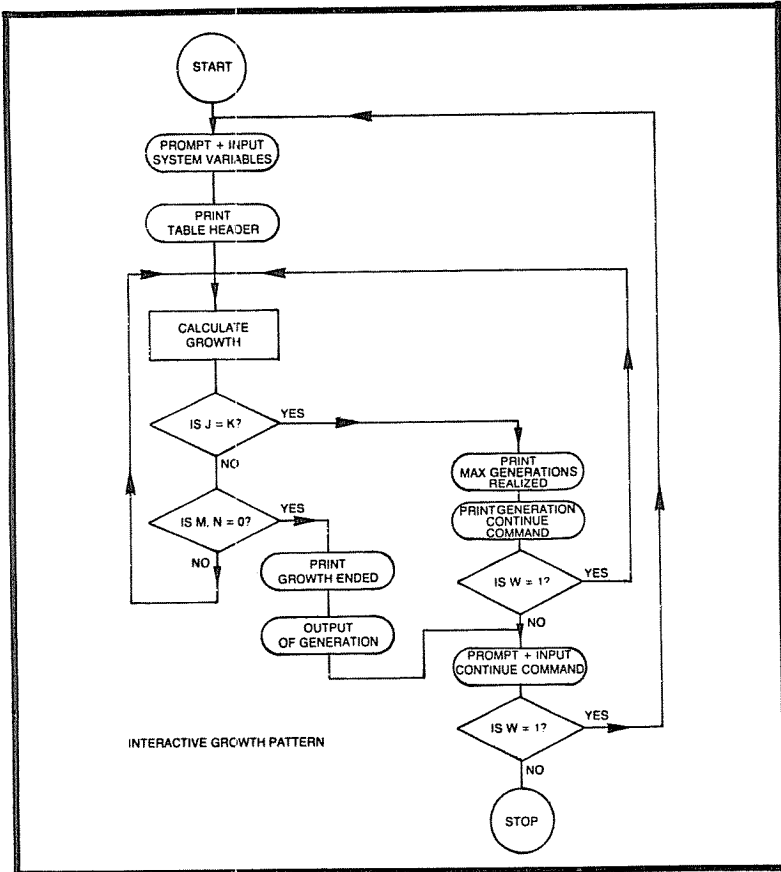 START
PROMPT + INPUT
SYSTEM VARIABLES
PRINT
TABLE HEADER
CALCULATE
GROWTH
IS J = K?
YES
NO
IS M, N = 0?
YES
NO
PRINT
GROWTH ENDED
OUTPUT
OF GENERATION
PRINT
MAX GENERATIONS
REALIZED
PRINT GENERATION
CONTINUE
COMMAND
IS W = 1?
YES
NO
PROMPT + INPUT
CONTINUE COMMAND
IS W = 1?
YES
NO
STOP
INTERACTIVE GROWTH PATTERN